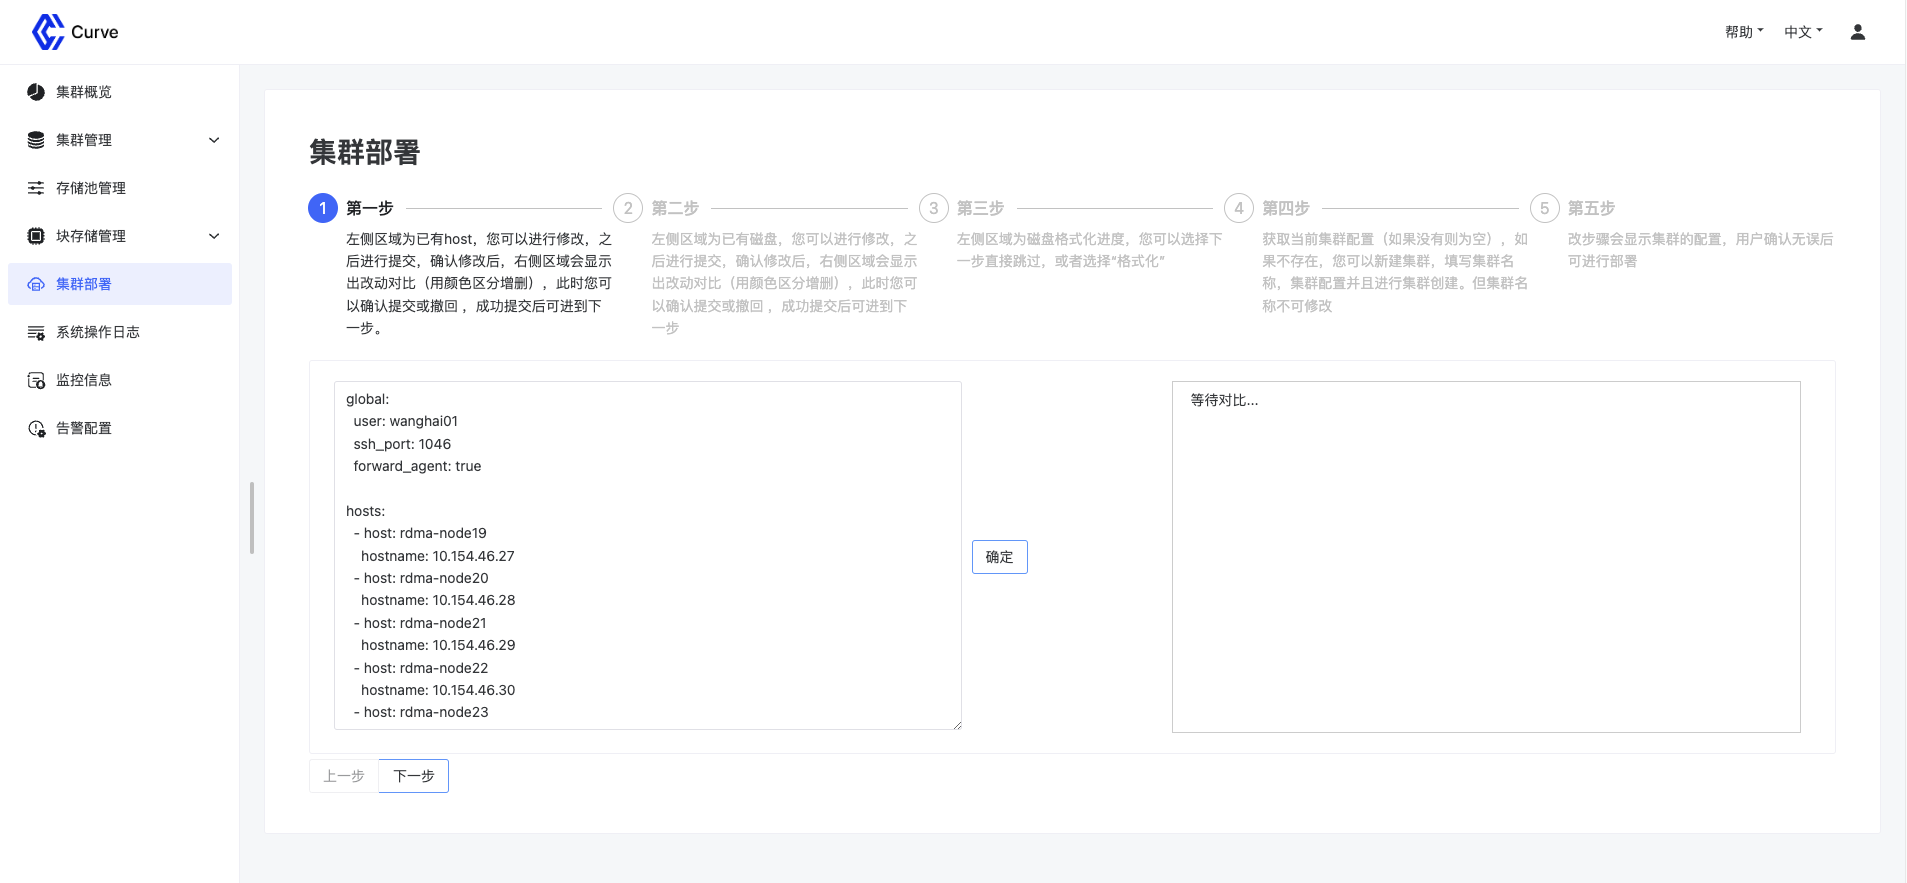 Curve
帮助
中文
集群概览
集群管理
存储池管理
块存储管理
集群部署
系统操作日志
监控信息
告警配置
集群部署
1 第一步
左侧区域为已有host，您可以进行修改，之
后进行提交，确认修改后，右侧区域会显示
出改动对比（用颜色区分增删），此时您可
以确认提交或撤回 ，成功提交后可进到下
一步。
2 第二步
左侧区域为已有磁盘，您可以进行修改，之
后进行提交，确认修改后，右侧区域会显示
出改动对比（用颜色区分增删），此时您可
以确认提交或撤回 ，成功提交后可进到下
一步
3 第三步
左侧区域为磁盘格式化进度，您可以选择下
一步直接跳过，或者选择“格式化”
4 第四步
获取当前集群配置（如果没有则为空），如
果不存在，您可以新建集群，填写集群名
称，集群配置并且进行集群创建。但集群名
称不可修改
5 第五步
改步骤会显示集群的配置，用户确认无误后
可进行部署
global:
user: wanghai01
ssh_port: 1046
forward_agent: true
hosts:
- host: rdma-node19
hostname: 10.154.46.27
- host: rdma-node20
hostname: 10.154.46.28
- host: rdma-node21
hostname: 10.154.46.29
- host: rdma-node22
hostname: 10.154.46.30
- host: rdma-node23
确定
等待对比...
上一步
下一步